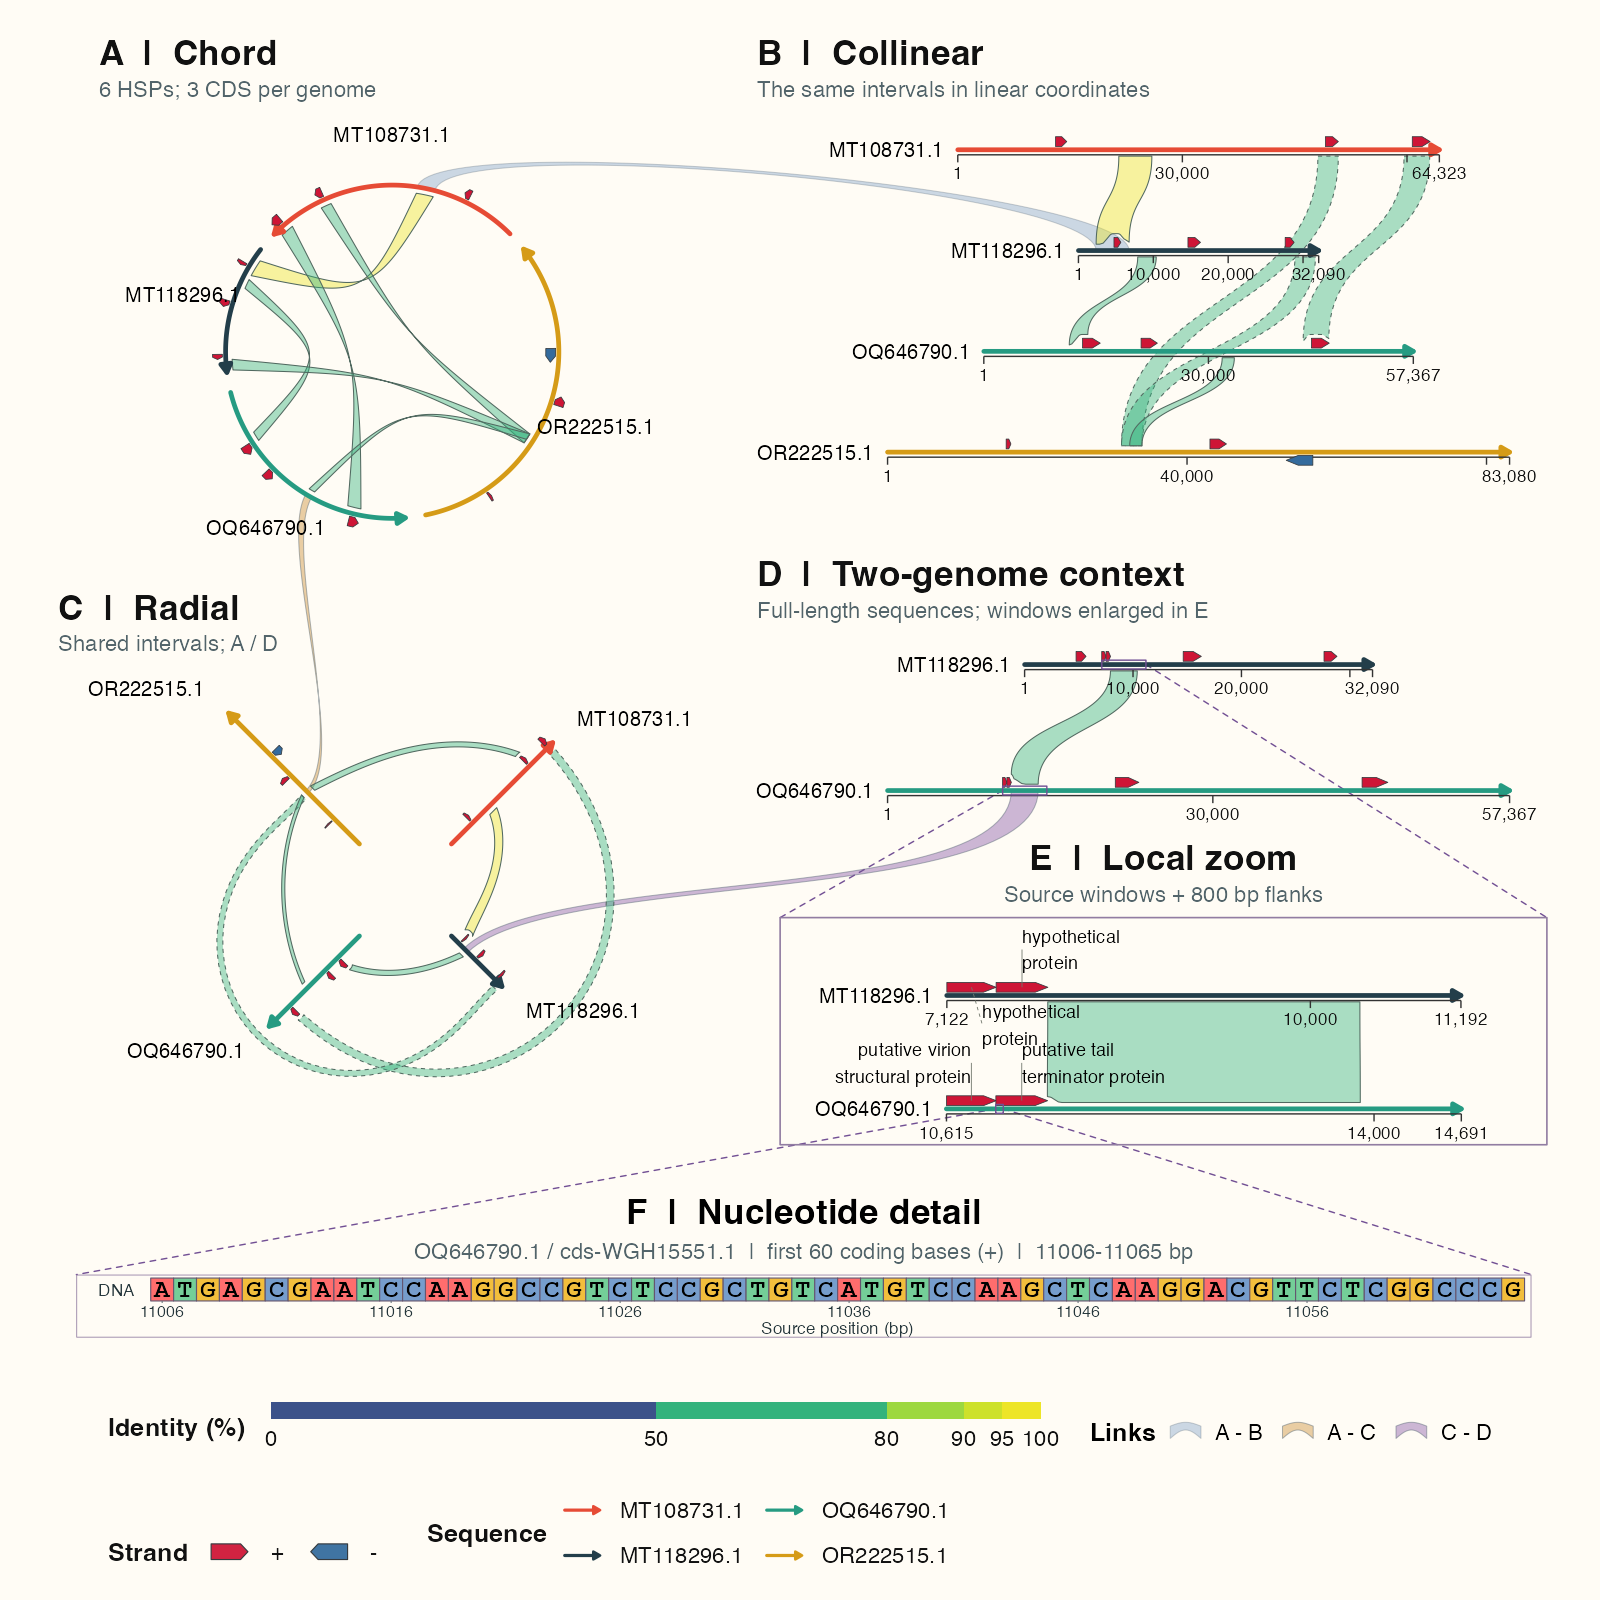 A | Chord
6 HSPs; 3 CDS per genome
MT108731.1
MT118296.1
OR222515.1
OQ646790.1
B | Collinear
The same intervals in linear coordinates
MT108731.1
1
30,000
64,323
MT118296.1
1
10,000
20,000
32,090
OQ646790.1
1
30,000
57,367
OR222515.1
1
40,000
83,080
C | Radial
Shared intervals; A / D
OR222515.1
MT108731.1
MT118296.1
OQ646790.1
D | Two-genome context
Full-length sequences; windows enlarged in E
MT118296.1
1
10,000
20,000
32,090
OQ646790.1
1
30,000
57,367
E | Local zoom
Source windows + 800 bp flanks
hypothetical
protein
MT118296.1
7,122
10,000
11,192
hypothetical
protein
putative virion
structural protein
putative tail
terminator protein
OQ646790.1
10,615
14,000
14,691
F | Nucleotide detail
OQ646790.1 / cds-WGH15551.1 | first 60 coding bases (+) | 11006-11065 bp
DNA
ATGAGCGAATCCAAGGCCGTCTCCGCTGTCATGTCCAAGCTCAAGGACGTTCTCGGCCCG
11006 11016 11026 11036 11046 11056
Source position (bp)
Identity (%)
0 50 80 90 95 100
Links A - B A - C C - D
Strand + -
Sequence
MT108731.1 OQ646790.1
MT118296.1 OR222515.1